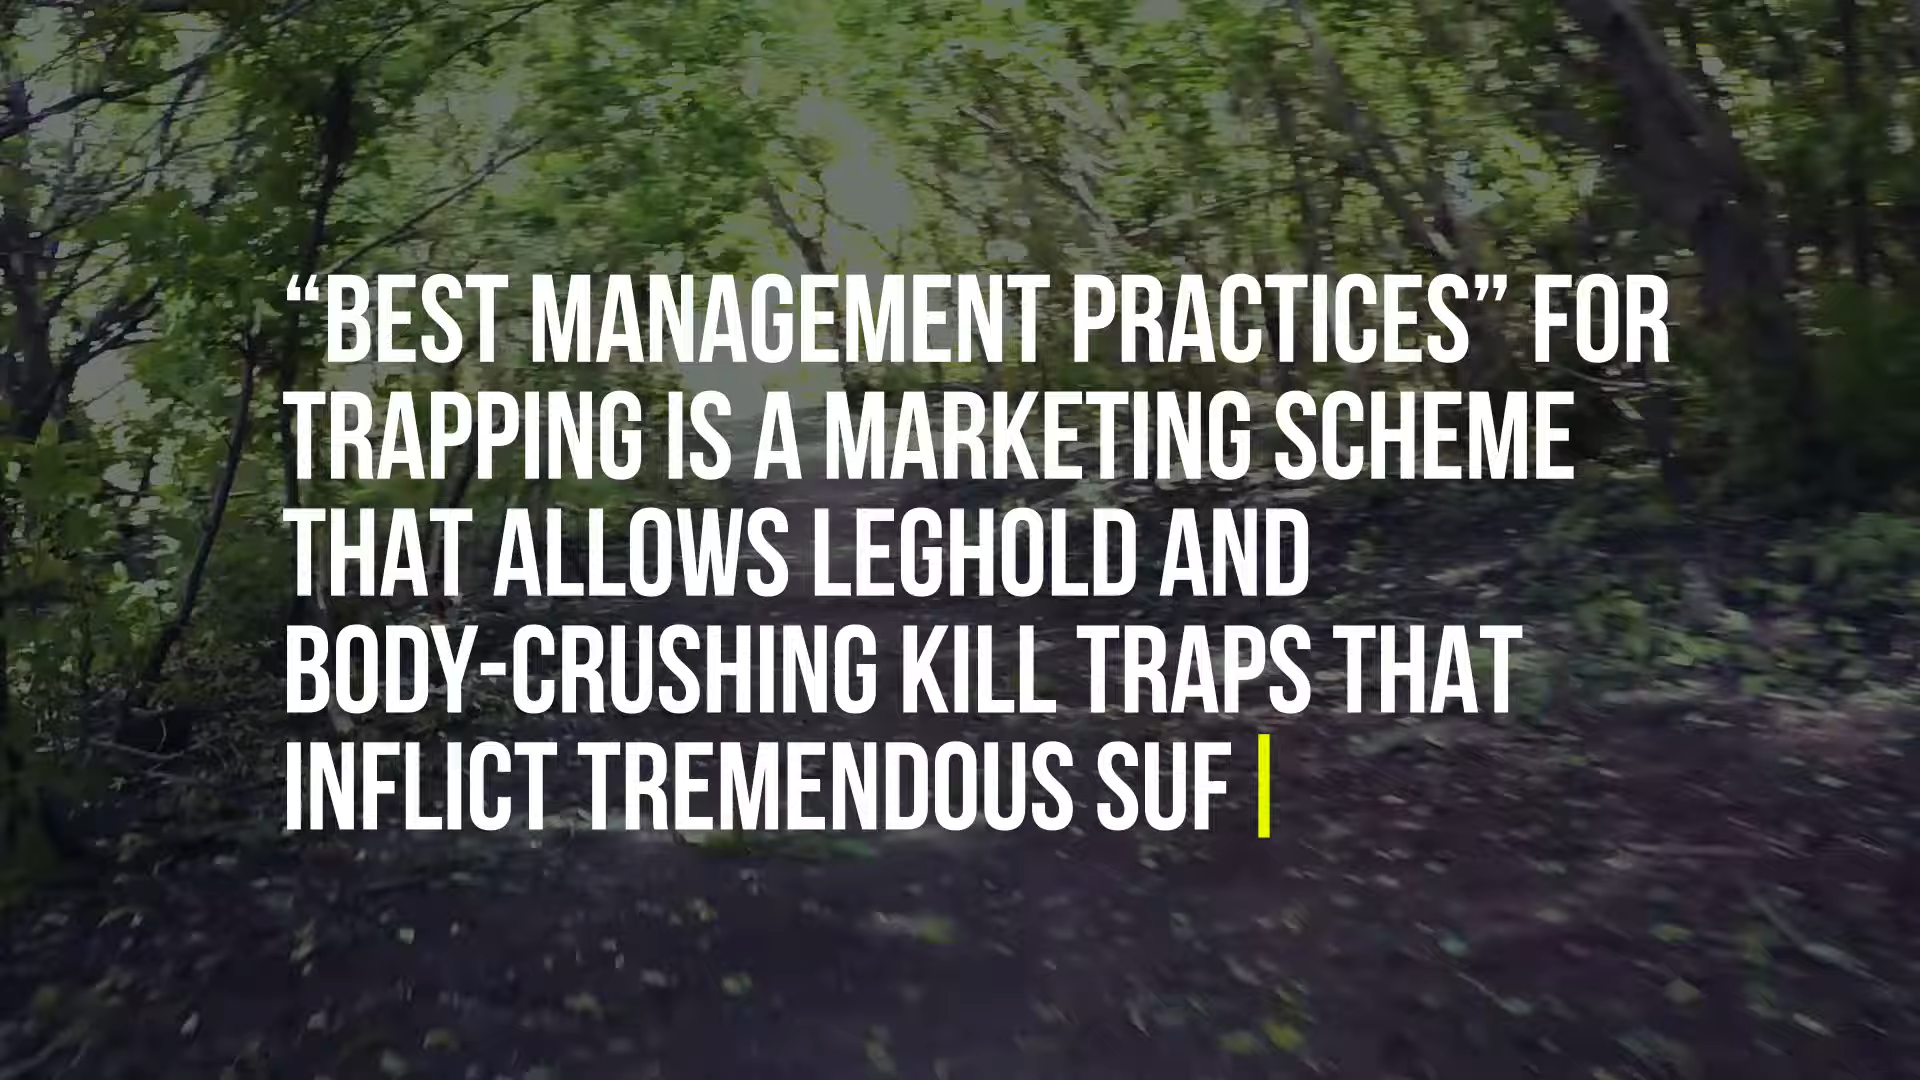 “BEST MANAGEMENT PRACTICES” FOR
TRAPPING IS A MARKETING SCHEME
THAT ALLOWS LEGHOLD AND
BODY-CRUSHING KILL TRAPS THAT
INFLICT TREMENDOUS SUF